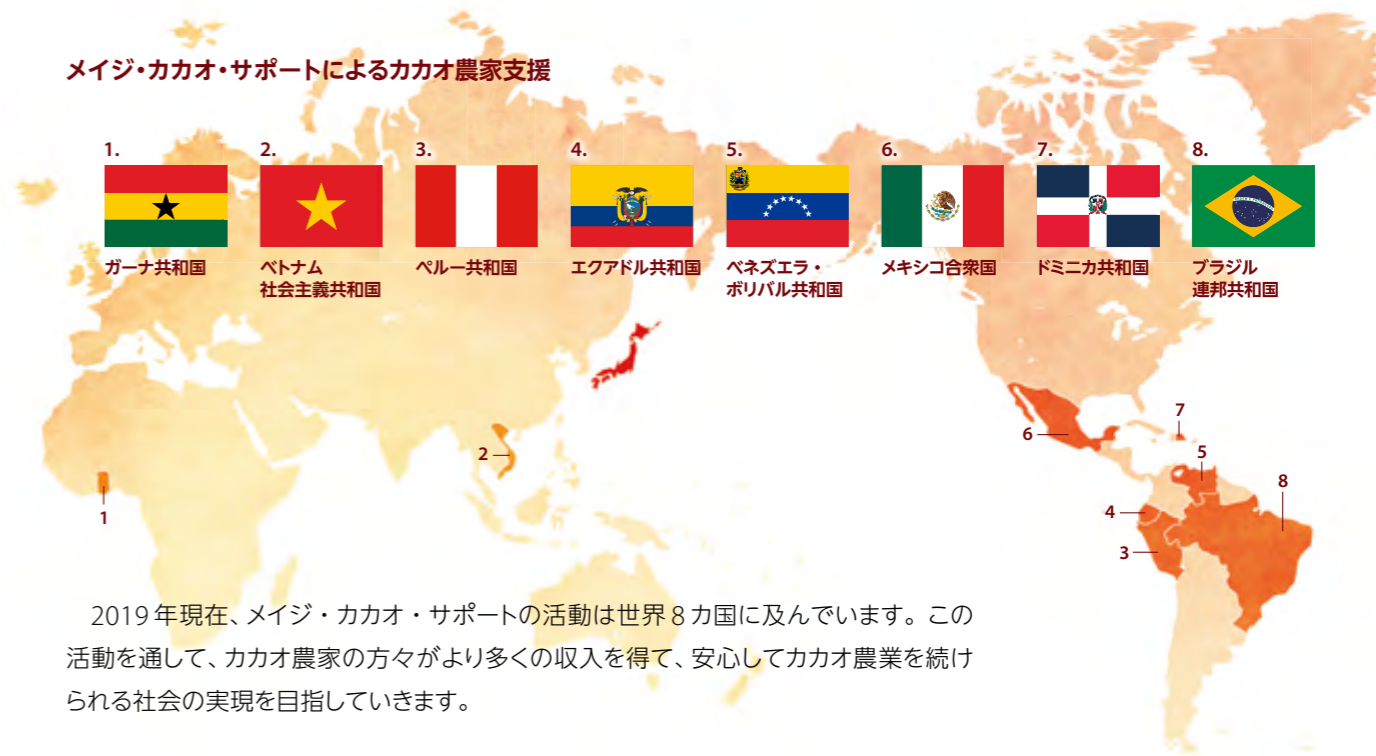 メイジ・カカオ・サポートによるカカオ農家支援
1.
ガーナ共和国
2.
ベトナム
社会主義共和国
3.
ペルー共和国
4.
エクアドル共和国
5.
ベネズエラ・
ボリバル共和国
6.
メキシコ合衆国
7.
ドミニカ共和国
8.
ブラジル
連邦共和国
1
2
6
7
5
8
4
3
2019年現在、メイジ・カカオ・サポートの活動は世界8カ国に及んでいます。この
活動を通して、カカオ農家の方々がより多くの収入を得て、安心してカカオ農業を続け
られる社会の実現を目指していきます。